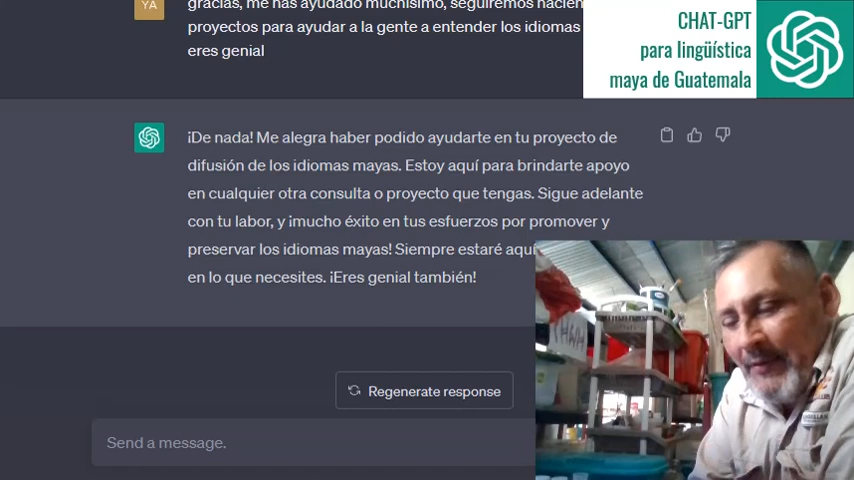 gracias, me has ayudado muchísimo, seguiremos hacien
YA
proyectos para ayudar a la gente a entender los idiomas
eres genial
CHAT-GPT
para lingüística
maya de Guatemala
¡De nada! Me alegra haber podido ayudarte en tu proyecto de
difusión de los idiomas mayas. Estoy aquí para brindarte apoyo
en cualquier otra consulta o proyecto que tengas. Sigue adelante
con tu labor, y ¡mucho éxito en tus esfuerzos por promover y
preservar los idiomas mayas! Siempre estaré aquí
en lo que necesites. ¡Eres genial también!
Regenerate response
Send a message.